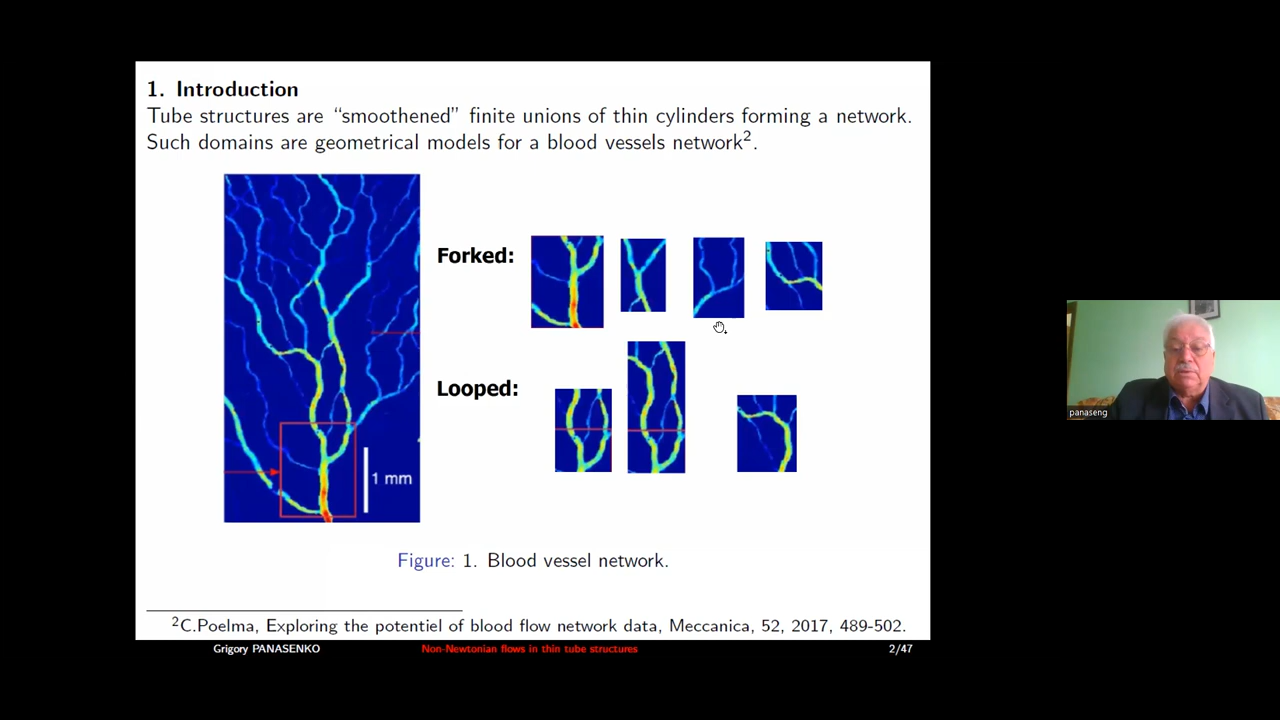 1. Introduction
Tube structures are “smoothened” finite unions of thin cylinders forming a network.
Such domains are geometrical models for a blood vessels network2.
Forked:
Looped:
1 mm
Figure: 1. Blood vessel network.
2C.Poelma, Exploring the potentiel of blood flow network data, Meccanica, 52, 2017, 489-502.
Grigory PANASENKO Non-Newtonian flows in thin tube structures 2/47
panaseng